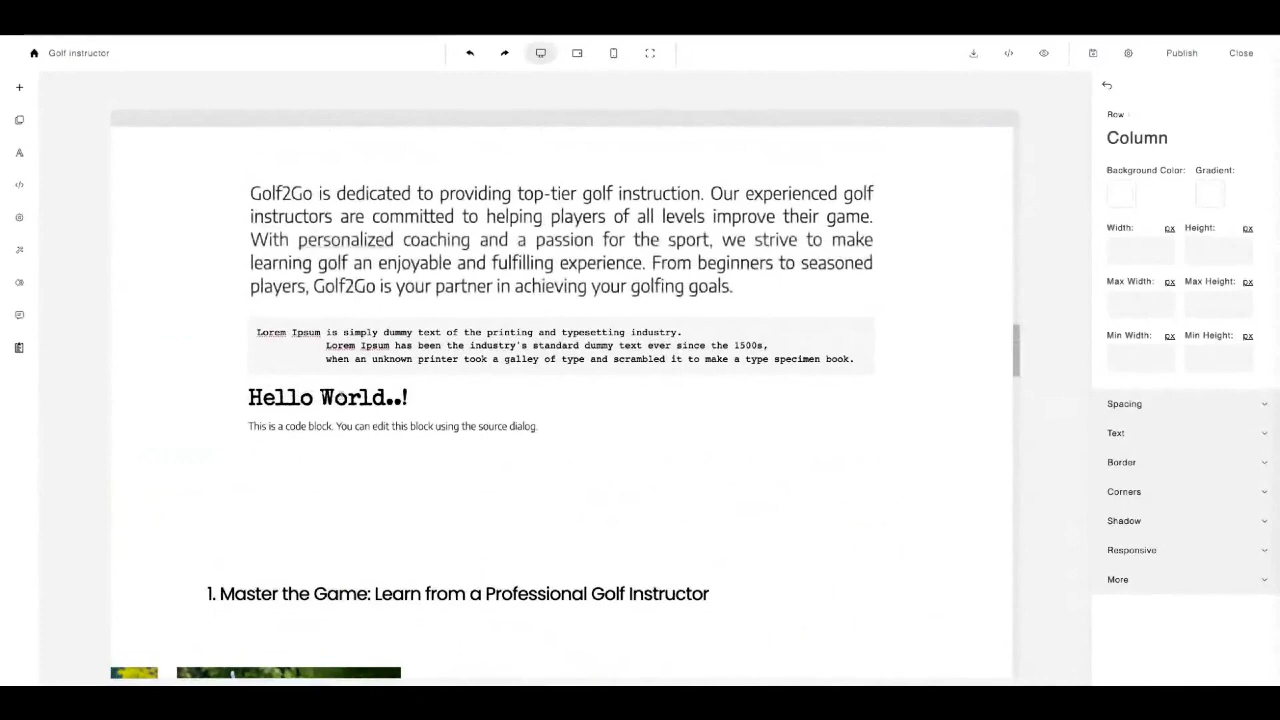 Golf instructor
Publish
Close
Row
Column
Background Color: Gradient:
Width: px Height: px
Max Width: px Max Height: px
Min Width: px Min Height: px
Spacing
Text
Border
Corners
Shadow
Responsive
More
Golf2Go is dedicated to providing top-tier golf instruction. Our experienced golf
instructors are committed to helping players of all levels improve their game.
With personalized coaching and a passion for the sport, we strive to make
learning golf an enjoyable and fulfilling experience. From beginners to seasoned
players, Golf2Go is your partner in achieving your golfing goals.
Lorem Ipsum is simply dummy text of the printing and typesetting industry.
Lorem Ipsum has been the industry's standard dummy text ever since the 1500s,
when an unknown printer took a galley of type and scrambled it to make a type specimen book.
Hello World..!
This is a code block. You can edit this block using the source dialog.
1. Master the Game: Learn from a Professional Golf Instructor